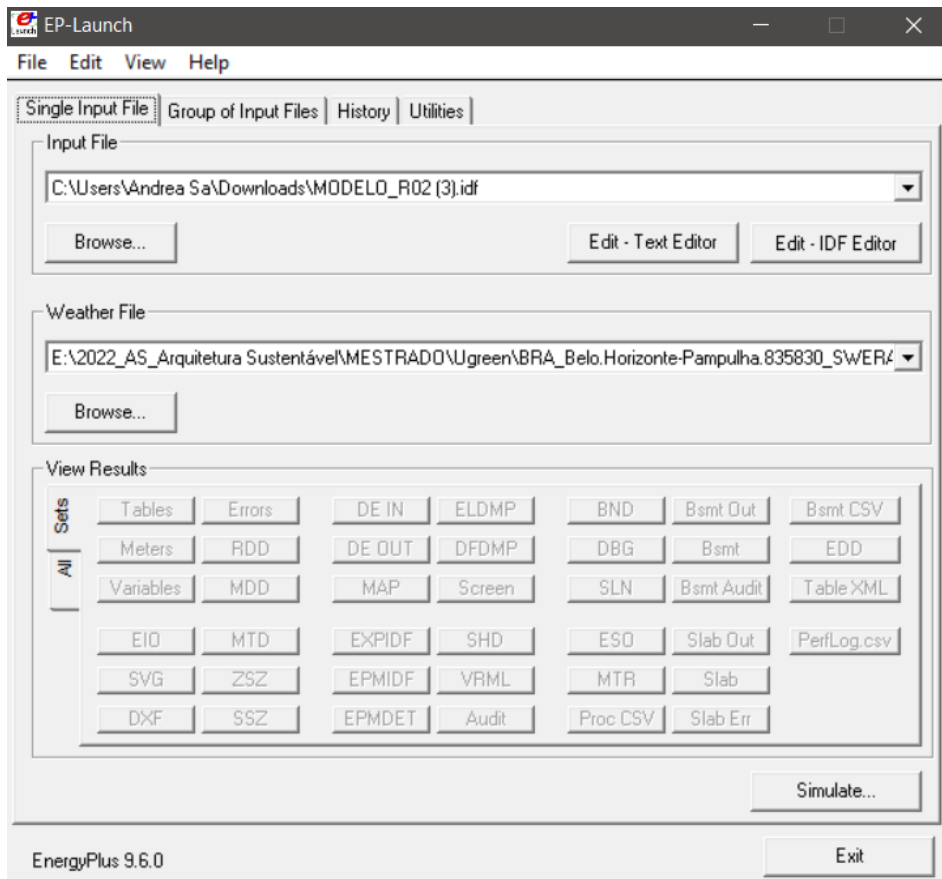 EP-Launch
File Edit View Help
Single Input File Group of Input Files History Utilities
Input File
C:\Users\Andrea Sa\Downloads\MODELO_R02 (3).idf
Browse... Edit - Text Editor Edit - IDF Editor
Weather File
E:\2022_AS_Arquitetura Sustentável\MESTRADO\Ugreen\BRA_Belo.Horizonte-Pampulha.835830_SWERA
Browse...
View Results
Sets
All
Tables Errors DE IN ELDMP BND Bsmt Out Bsmt CSV
Meters RDD DE OUT DFDMP DBG Bsmt EDD
Variables MDD MAP Screen SLN Bsmt Audit Table XML
EIO MTD EXPIDF SHD ESO Slab Out PerfLog.csv
SVG ZSZ EPMIDF VRML MTR Slab
DXF SSZ EPMDET Audit Proc CSV Slab Err
Simulate...
EnergyPlus 9.6.0 Exit